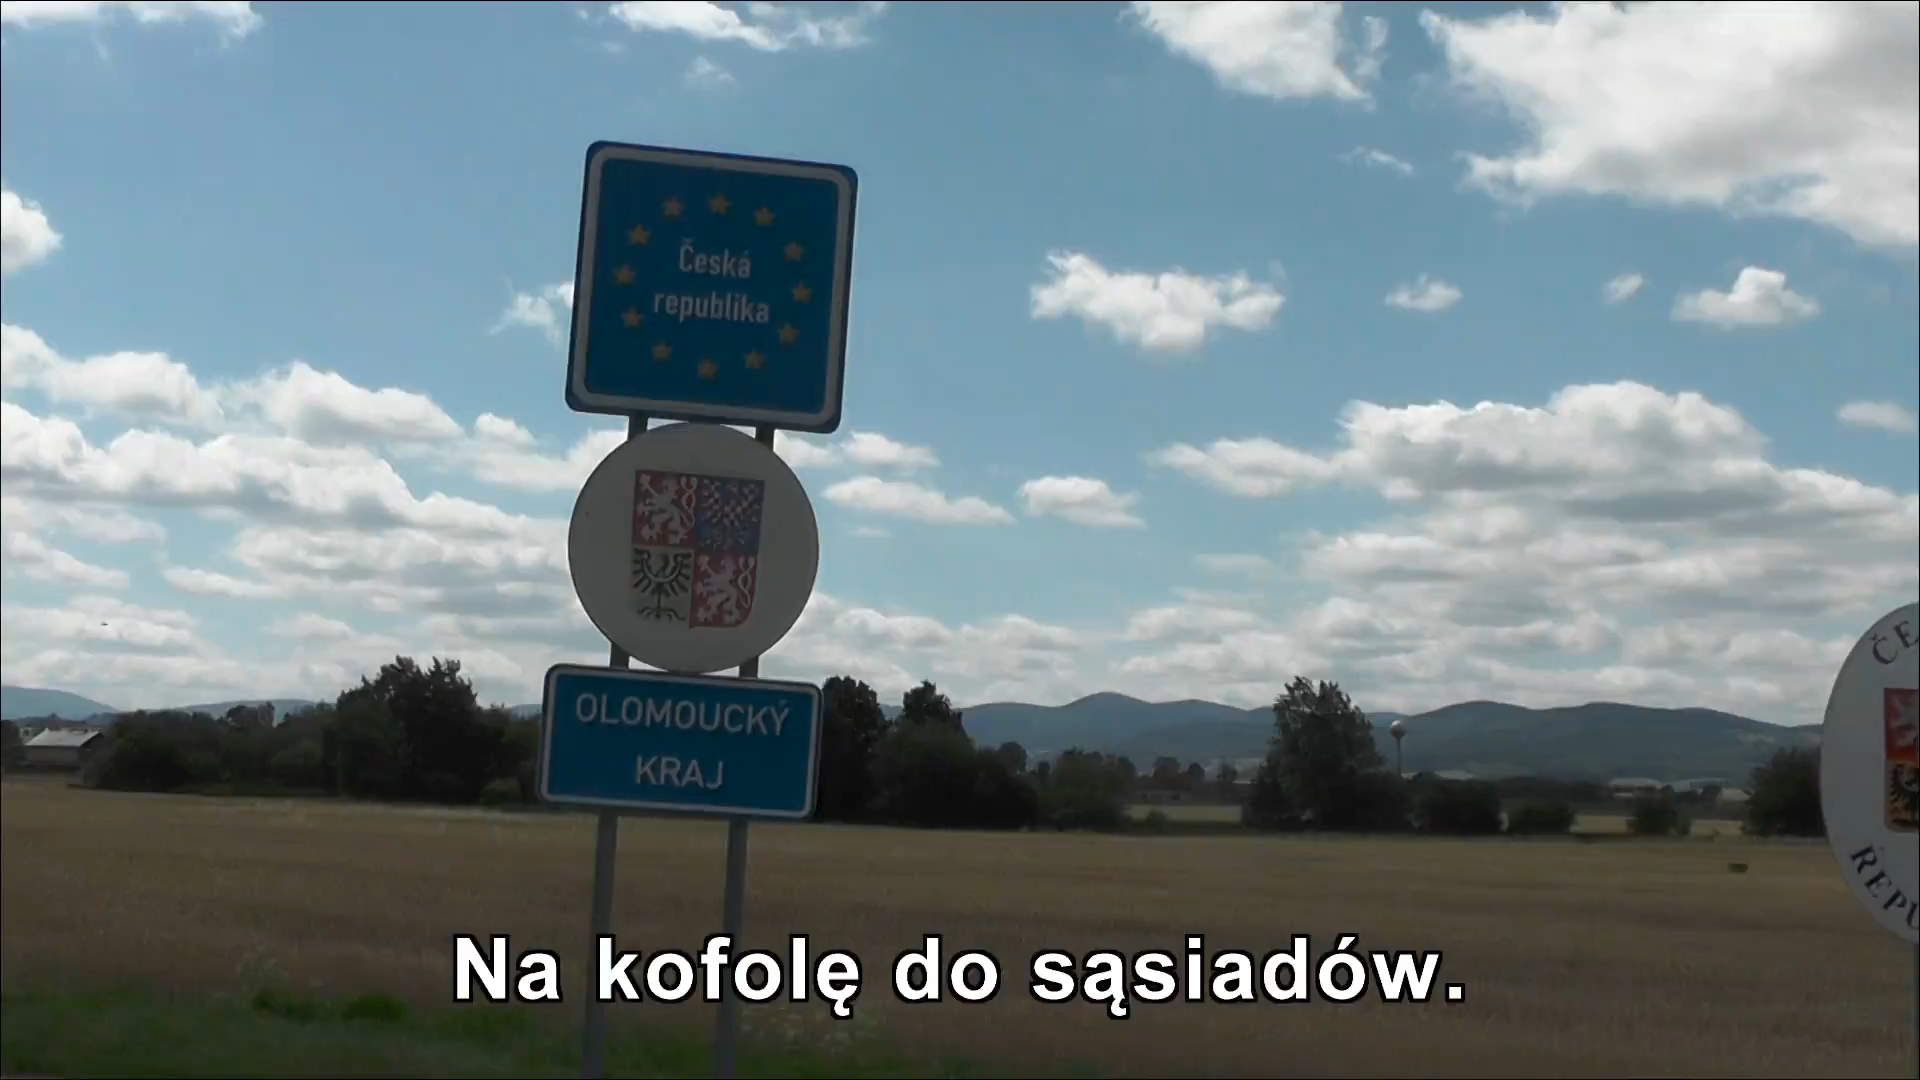 Česká
republika
OLOMOUCKÝ
KRAJ
Na kofolę do sąsiadów.